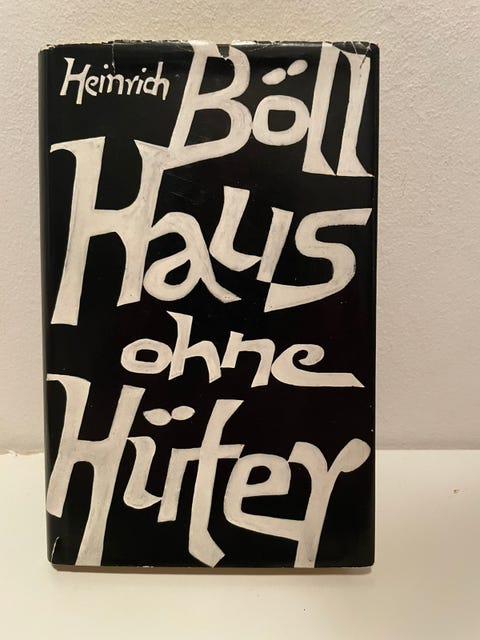 Heinrich
Böll
Haus
ohne
Hüter